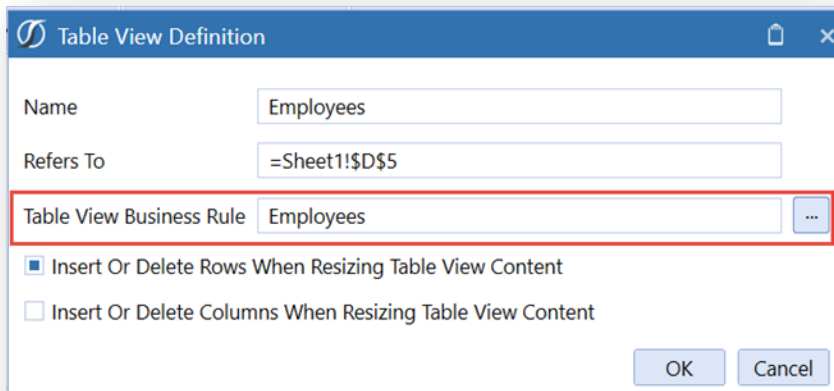 Table View Definition
Name Employees
Refers To =Sheet1!$D$5
Table View Business Rule Employees ...
Insert Or Delete Rows When Resizing Table View Content
Insert Or Delete Columns When Resizing Table View Content
OK Cancel